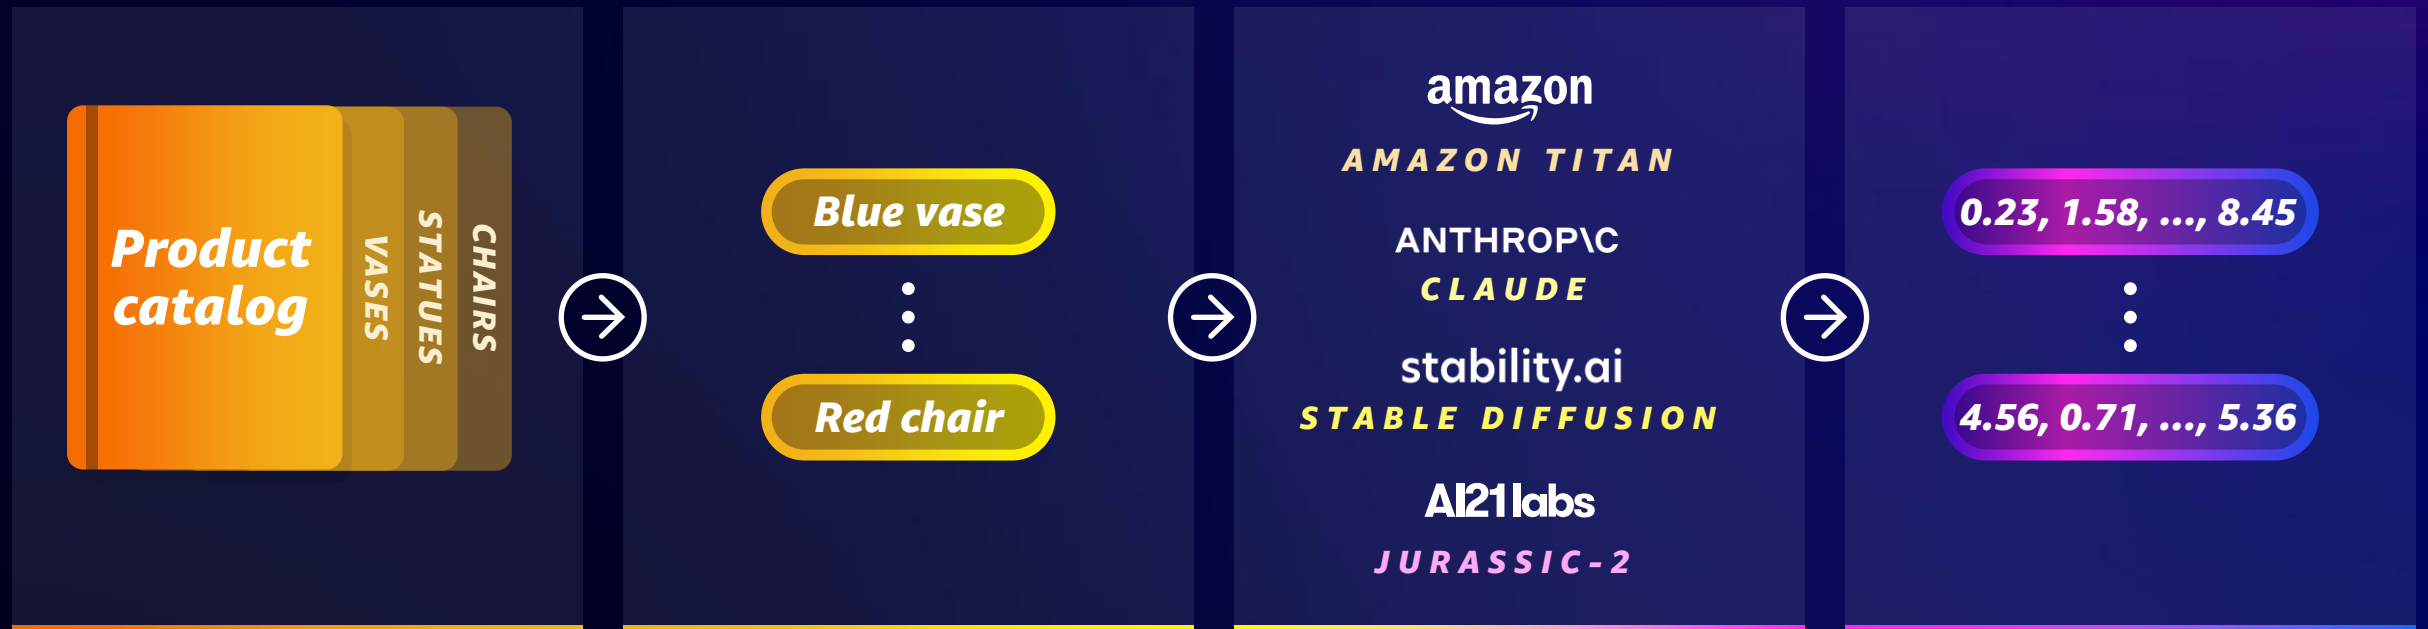 Product
catalog
VASES
STATUES
CHAIRS
Blue vase
Red chair
amazon
AMAZON TITAN
ANTHROP\C
CLAUDE
stability.ai
STABLE DIFFUSION
AI21labs
JURASSIC-2
0.23, 1.58, ..., 8.45
4.56, 0.71, ..., 5.36